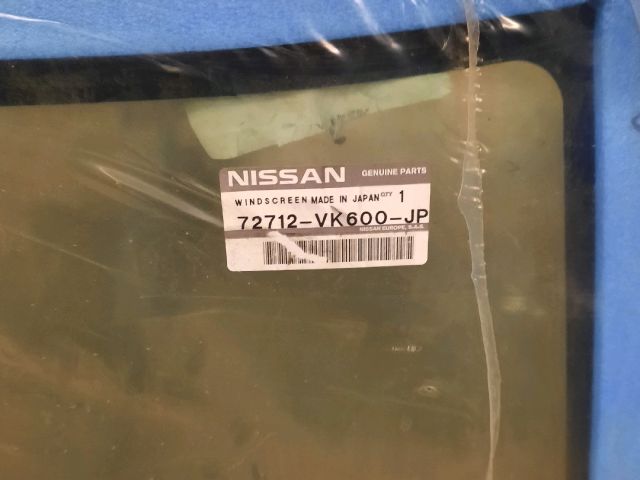 NISSAN GENUINE PARTS
WINDSCREEN MADE IN JAPAN QTY 1
72712-VK600-JP
NISSAN EUROPE, S.A.S.